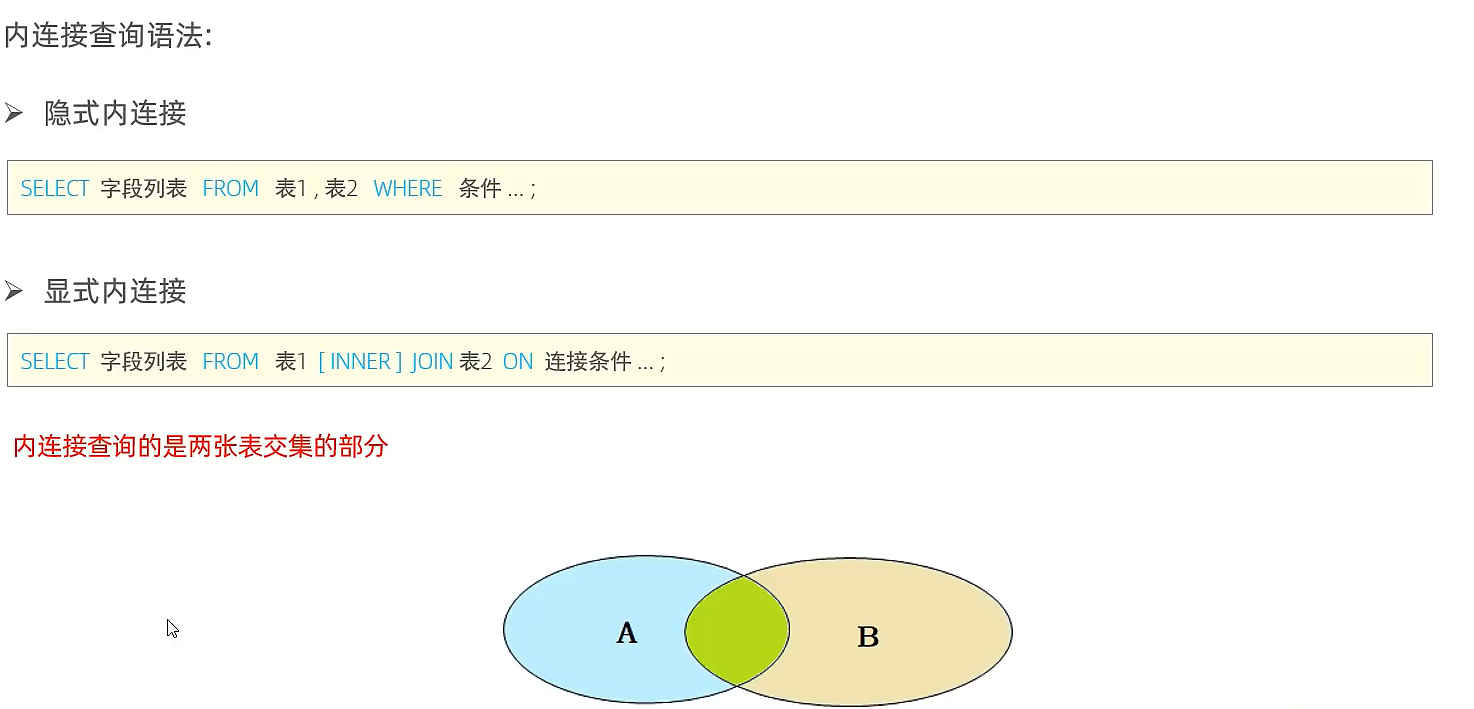 内连接查询语法:
隐式内连接
SELECT 字段列表 FROM 表1 , 表2 WHERE 条件 ... ;
显式内连接
SELECT 字段列表 FROM 表1 [ INNER ] JOIN 表2 ON 连接条件 ... ;
内连接查询的是两张表交集的部分
A
B